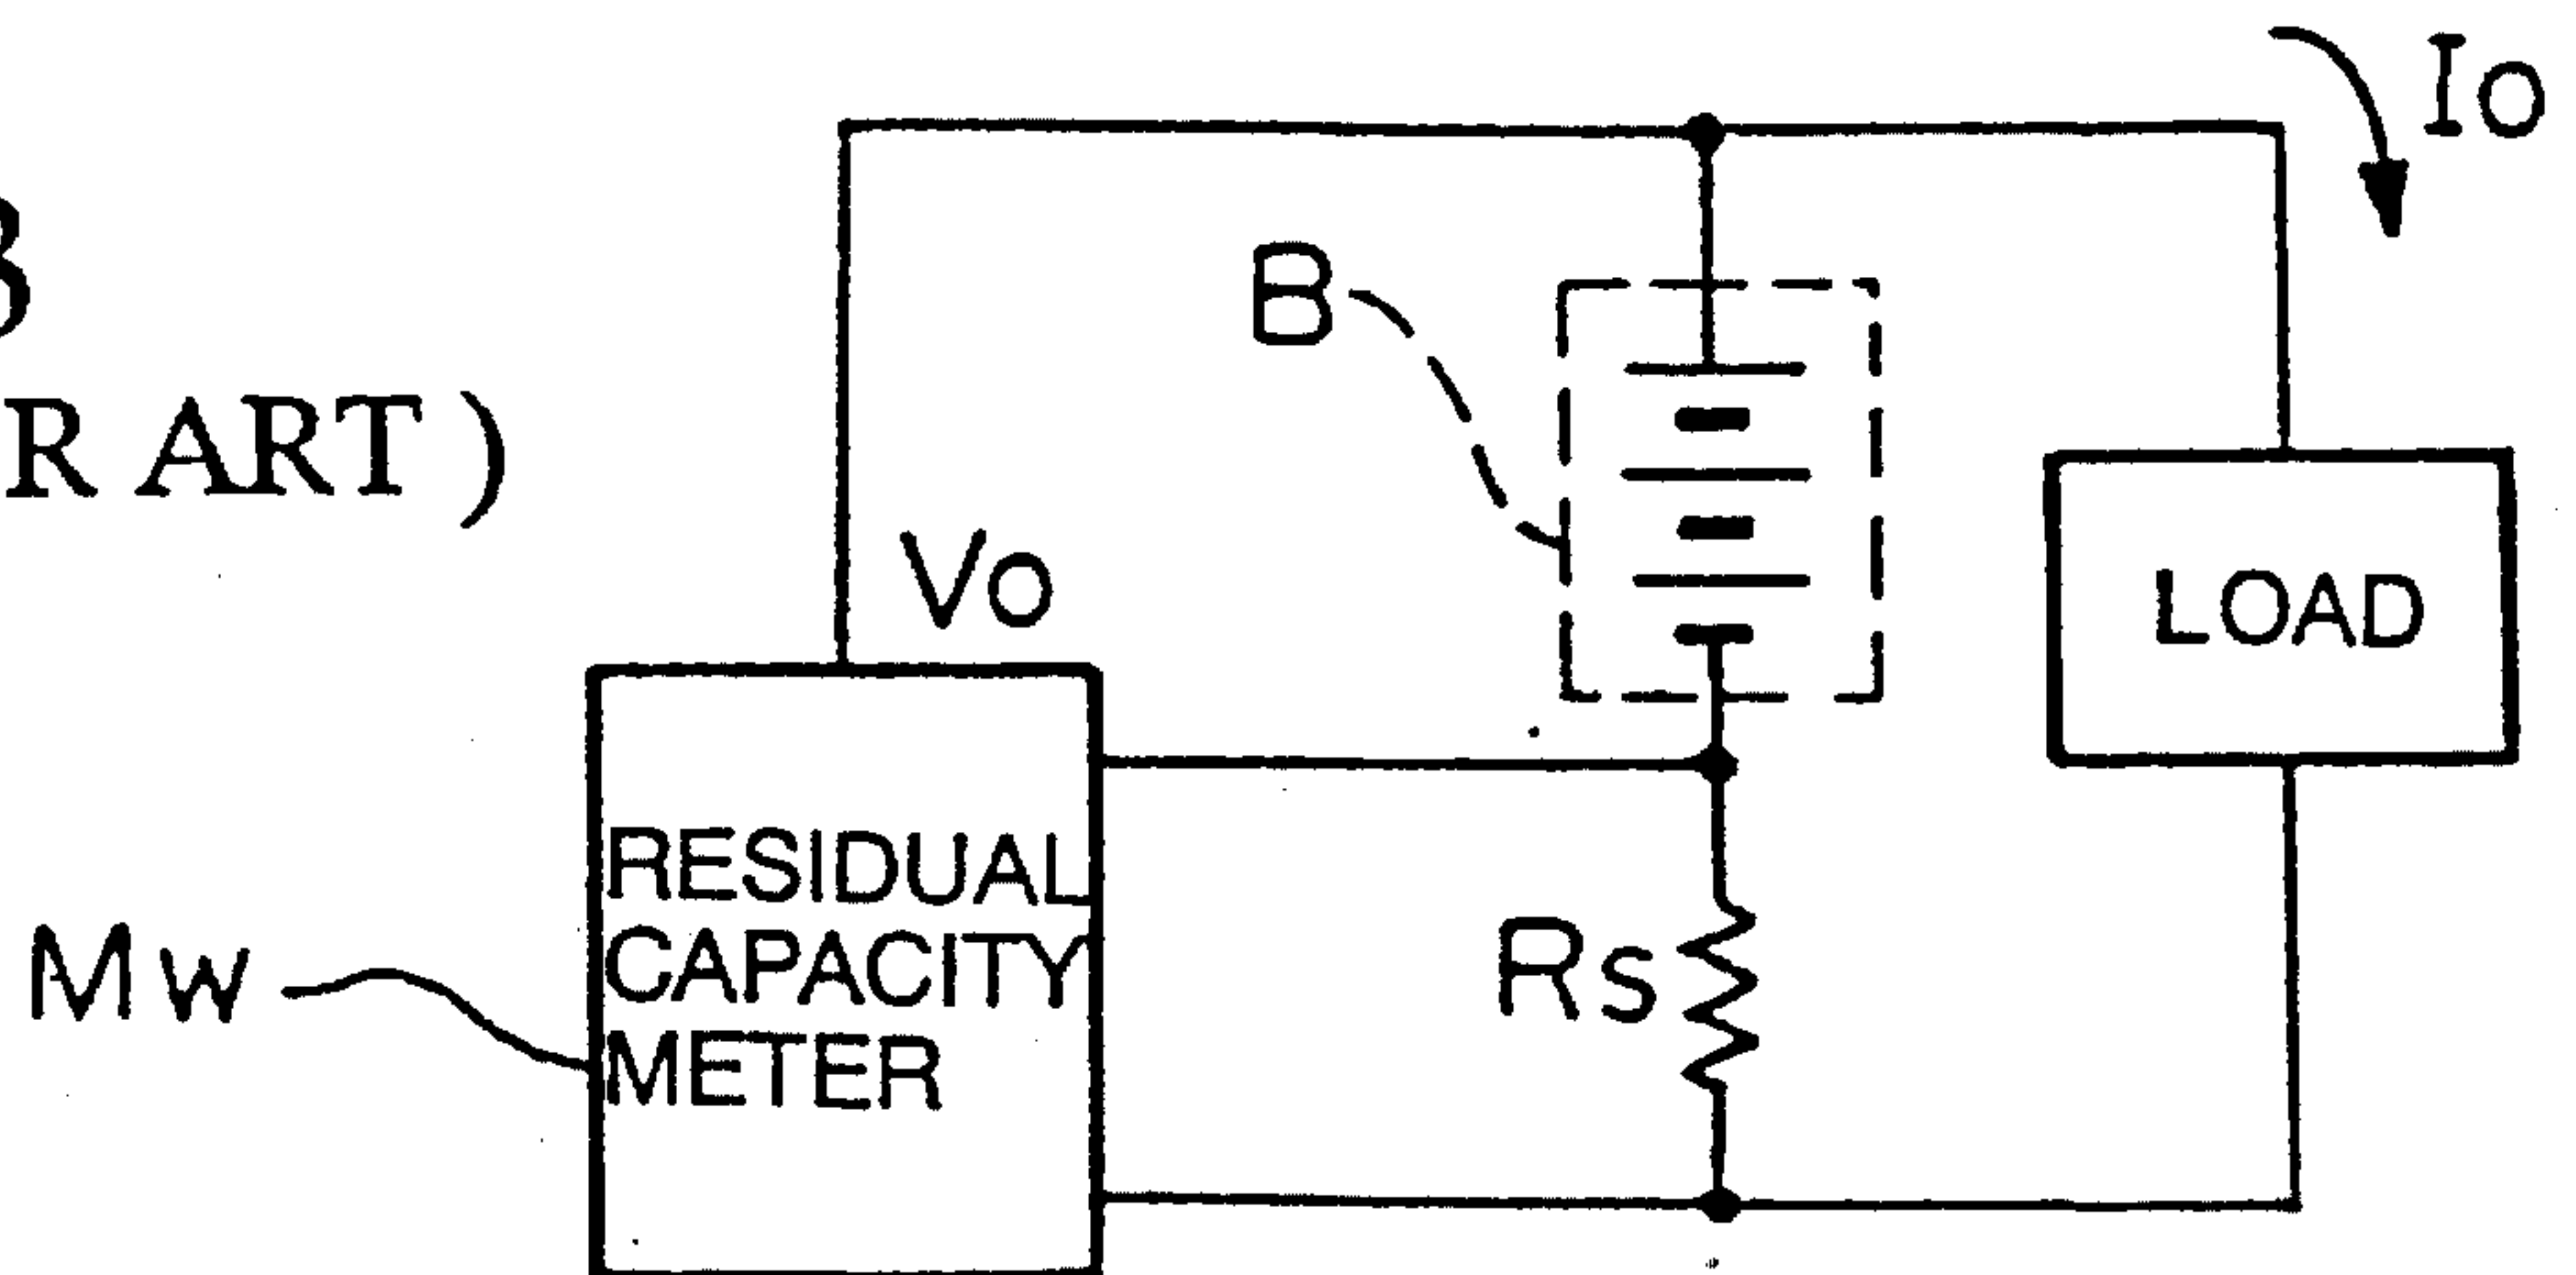 R ART)
Io
B
Vo
LOAD
RESIDUAL
CAPACITY
METER
Mw
Rs